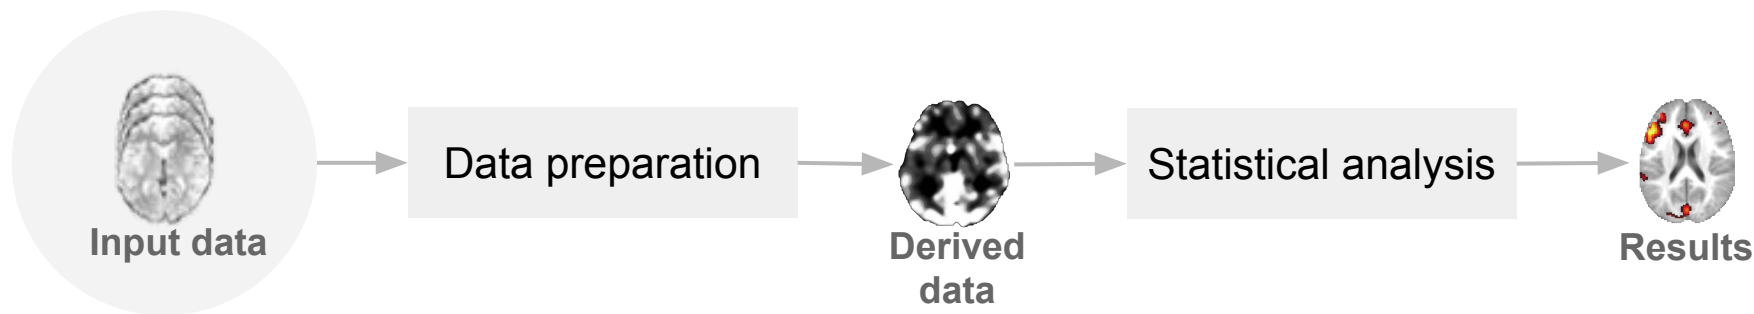 Input data
Data preparation
Derived
data
Statistical analysis
Results